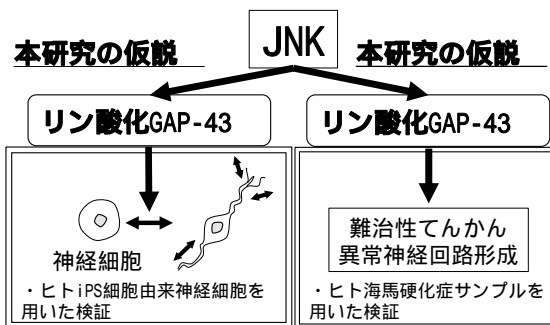 JNK
本研究の仮説
本研究の仮説
リン酸化GAP-43
リン酸化GAP-43
神経細胞
・ヒトiPS細胞由来神経細胞を
用いた検証
難治性てんかん
異常神経回路形成
・ヒト海馬硬化症サンプルを
用いた検証